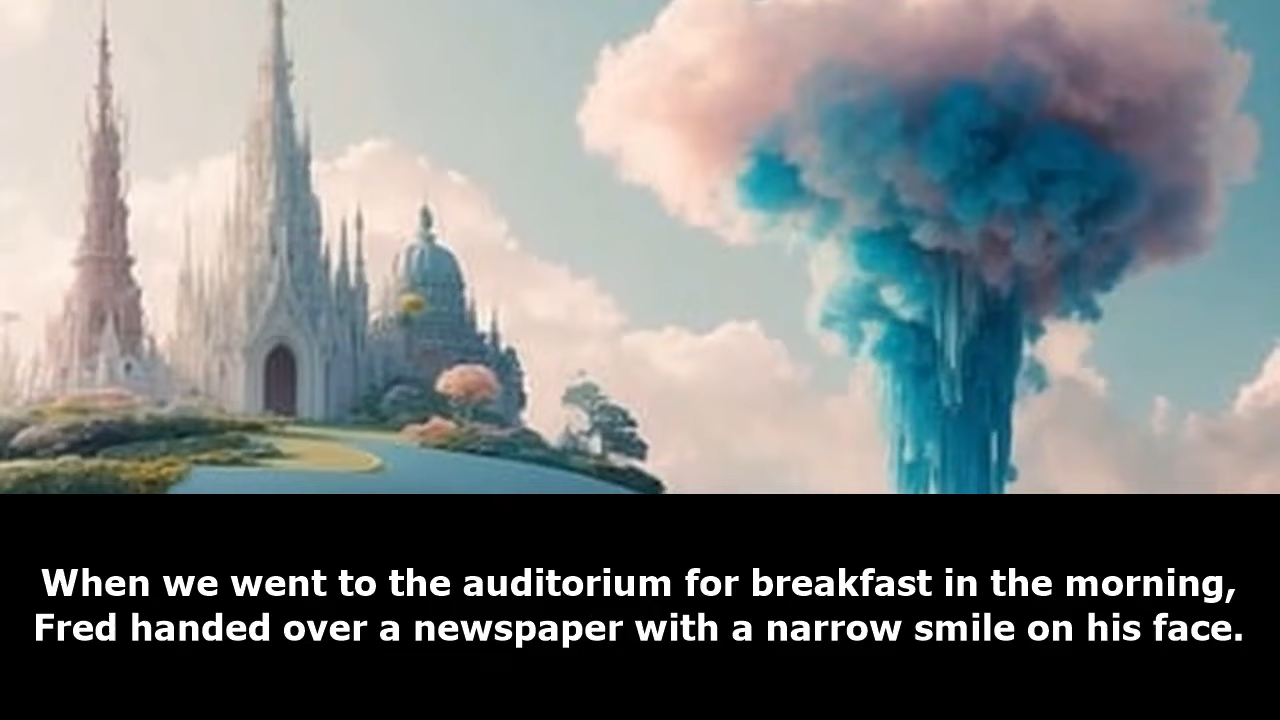 When we went to the auditorium for breakfast in the morning,
Fred handed over a newspaper with a narrow smile on his face.